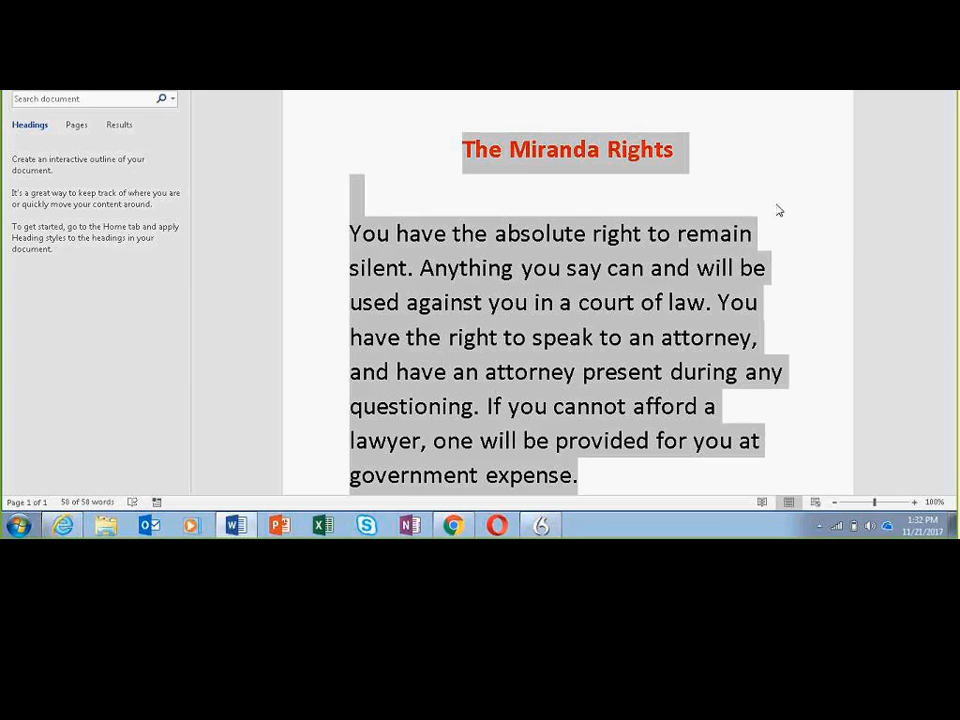 Search document
Headings Pages Results
Create an interactive outline of your
document.
It's a great way to keep track of where you are
or quickly move your content around.
To get started, go to the Home tab and apply
Heading styles to the headings in your
document.
The Miranda Rights
You have the absolute right to remain
silent. Anything you say can and will be
used against you in a court of law. You
have the right to speak to an attorney,
and have an attorney present during any
questioning. If you cannot afford a
lawyer, one will be provided for you at
government expense.
Page 1 of 1 58 of 58 words 100%
1:32 PM
11/21/2017